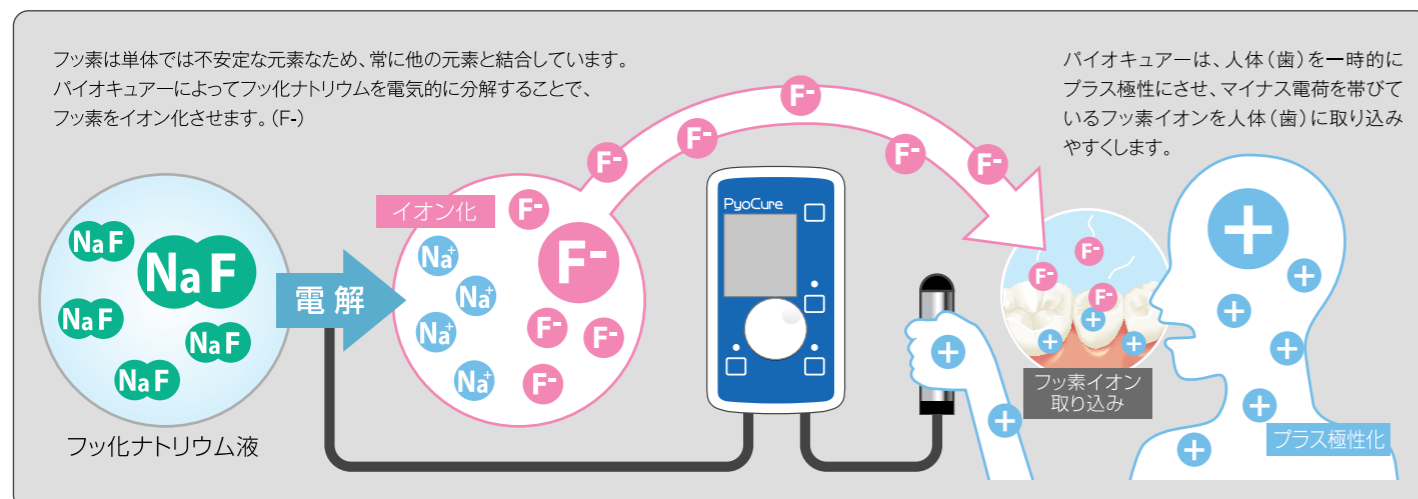 フッ素は単体では不安定な元素なため、常に他の元素と結合しています。
パイオキュアーによってフッ化ナトリウムを電気的に分解することで、
フッ素をイオン化させます。(F-)
パイオキュアーは、人体(歯)を一時的に
プラス極性にさせ、マイナス電荷を帯びて
いるフッ素イオンを人体(歯)に取り込み
やすくします。
NaF
NaF
NaF
NaF
NaF
フッ化ナトリウム液
電解
イオン化
Na+
Na+
Na+
Na+
F-
F-
F-
F-
F-
F-
F-
F-
F-
F-
PyoCure
F-
F-
F-
+
+
+
フッ素イオン
取り込み
+
+
+
+
+
+
+
+
+
プラス極性化